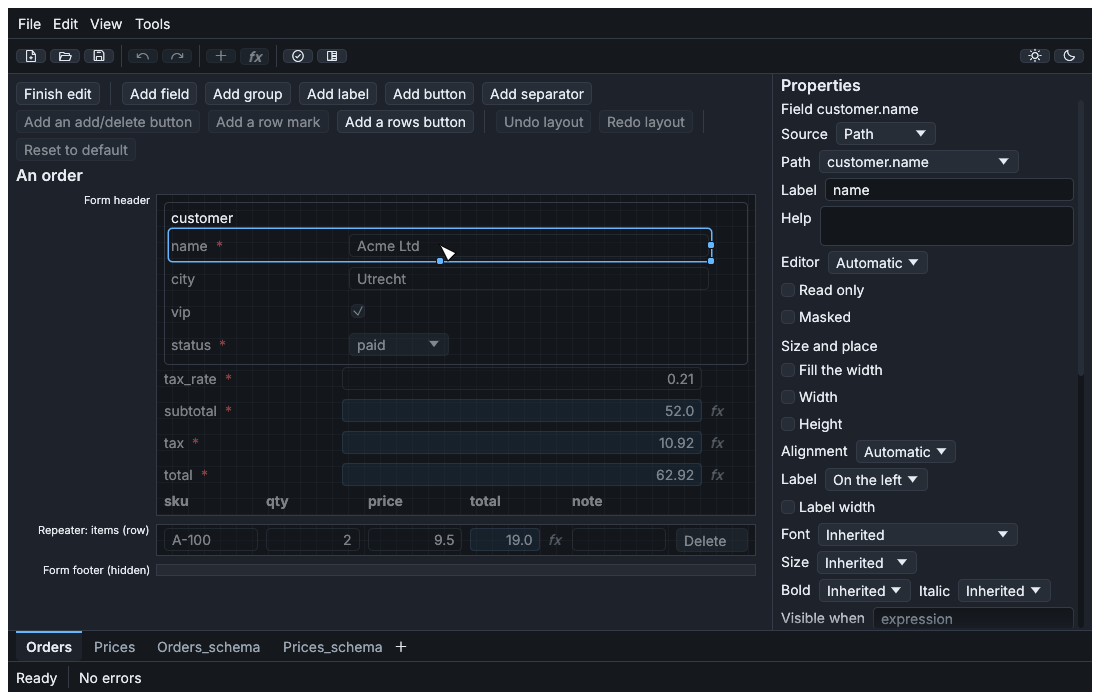 File Edit View Tools
fx
Finish edit Add field Add group Add label Add button Add separator
Add an add/delete button Add a row mark Add a rows button Undo layout Redo layout
Reset to default
An order
Form header
customer
name * Acme Ltd
city Utrecht
vip
status * paid
tax_rate * 0.21
subtotal * 52.0 fx
tax * 10.92 fx
total * 62.92 fx
sku qty price total note
Repeater: items (row) A-100 2 9.5 19.0 fx Delete
Form footer (hidden)
Properties
Field customer.name
Source Path
Path customer.name
Label name
Help
Editor Automatic
Read only
Masked
Size and place
Fill the width
Width
Height
Alignment Automatic
Label On the left
Label width
Font Inherited
Size Inherited
Bold Inherited Italic Inherited
Visible when expression
Orders Prices Orders_schema Prices_schema +
Ready No errors